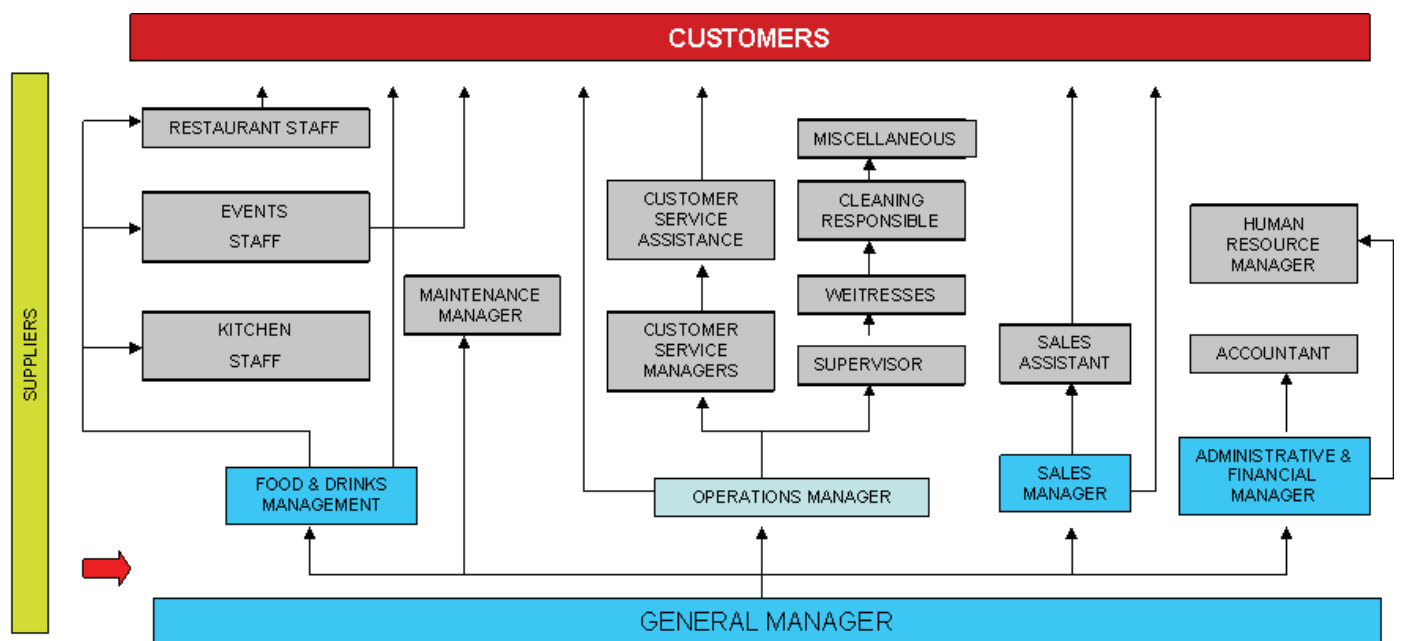 CUSTOMERS
SUPPLIERS
RESTAURANT STAFF
EVENTS
STAFF
KITCHEN
STAFF
MAINTENANCE
MANAGER
CUSTOMER
SERVICE
ASSISTANCE
CUSTOMER
SERVICE
MANAGERS
MISCELLANEOUS
CLEANING
RESPONSIBLE
WEITRESSES
SUPERVISOR
SALES
ASSISTANT
HUMAN
RESOURCE
MANAGER
ACCOUNTANT
FOOD & DRINKS
MANAGEMENT
OPERATIONS MANAGER
SALES
MANAGER
ADMINISTRATIVE &
FINANCIAL
MANAGER
GENERAL MANAGER